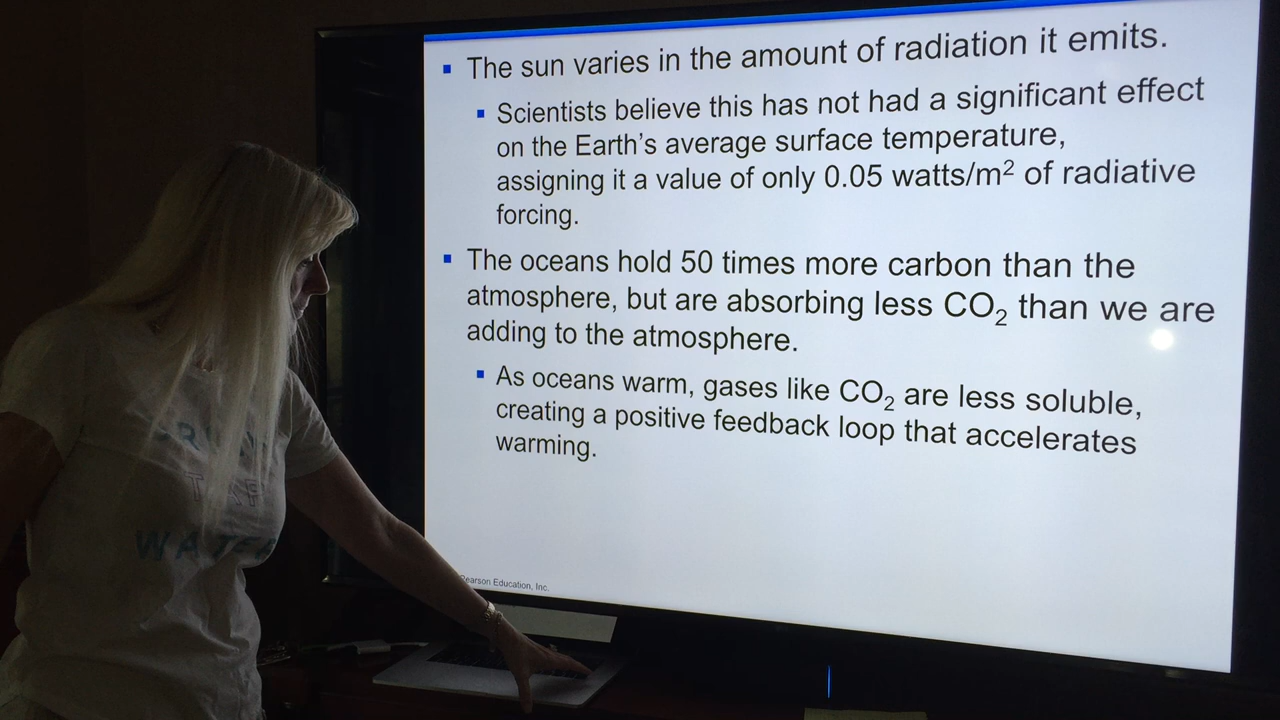 ▪ The sun varies in the amount of radiation it emits.
▪ Scientists believe this has not had a significant effect
on the Earth's average surface temperature,
assigning it a value of only 0.05 watts/m² of radiative
forcing.
▪ The oceans hold 50 times more carbon than the
atmosphere, but are absorbing less CO₂ than we are
adding to the atmosphere.
▪ As oceans warm, gases like CO₂ are less soluble,
creating a positive feedback loop that accelerates
warming.
Pearson Education, Inc.
WATER